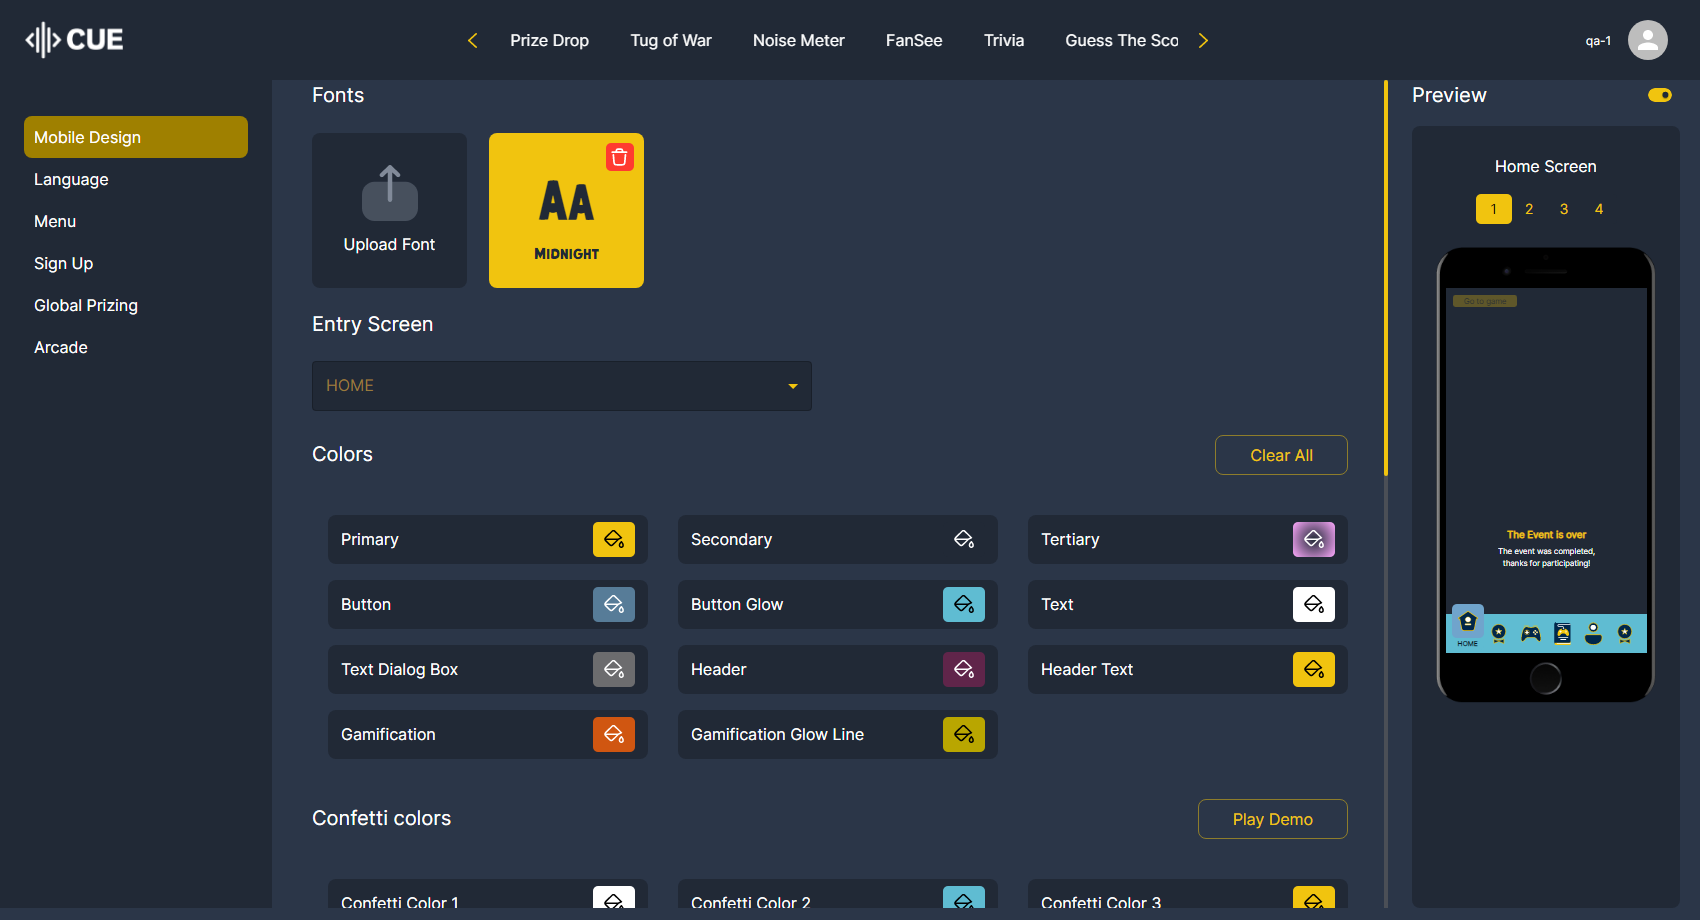 CUE
Prize Drop
Tug of War
Noise Meter
FanSee
Trivia
Guess The Sco
qa-1
Mobile Design
Language
Menu
Sign Up
Global Prizing
Arcade
Fonts
Upload Font
AA
MIDNIGHT
Entry Screen
HOME
Colors
Clear All
Primary
Secondary
Tertiary
Button
Button Glow
Text
Text Dialog Box
Header
Header Text
Gamification
Gamification Glow Line
Confetti colors
Play Demo
Confetti Color 1
Confetti Color 2
Confetti Color 3
Preview
Home Screen
1 2 3 4
Go to game
The Event is over
The event was completed,
thanks for participating!
HOME